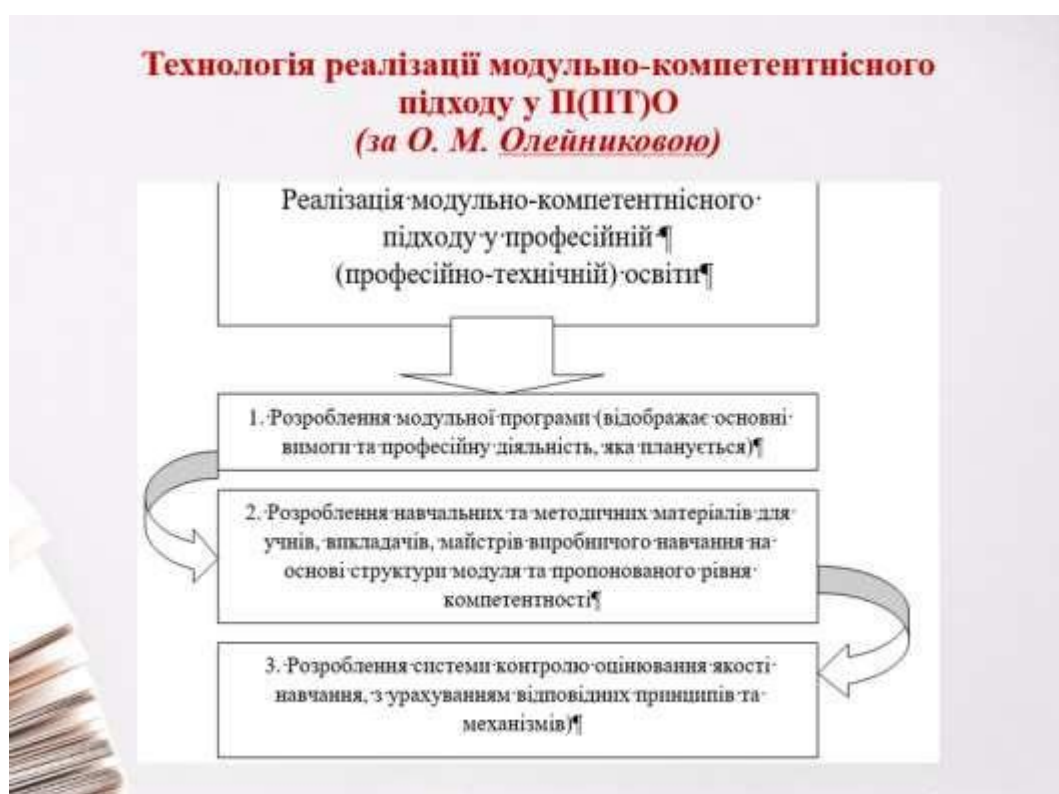 Технологія реалізації модульно-компетентнісного
підходу у П(ПТ)О
(за О. М. Олейниковою)
Реалізація·модульно-компетентнісного·
підходу·у·професійній·¶
(професійно-технічній)·освіти¶
1.·Розроблення·модульної·програми·(відображає·основні·
вимоги·та·професійну·діяльність,·яка·планується)¶
2.·Розроблення·навчальних·та·методичних·матеріалів·для·
учнів,·викладачів,·майстрів·виробничого·навчання·на·
основі·структури·модуля·та·пропонованого·рівня·
компетентності¶
3.·Розроблення·системи·контролю·оцінювання·якості·
навчання,·з·урахуванням·відповідних·принципів·та·
механізмів)¶